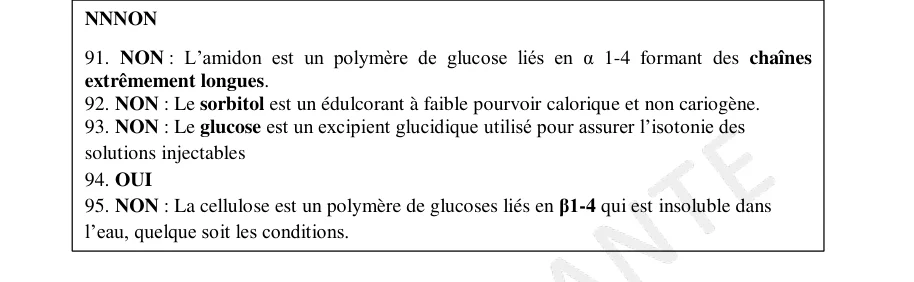 NNNON
91. NON : L'amidon est un polymère de glucose liés en α 1-4 formant des chaînes
extrêmement longues.
92. NON : Le sorbitol est un édulcorant à faible pourvoir calorique et non cariogène.
93. NON : Le glucose est un excipient glucidique utilisé pour assurer l'isotonie des
solutions injectables
94. OUI
95. NON : La cellulose est un polymère de glucoses liés en β1-4 qui est insoluble dans
l'eau, quelque soit les conditions.
ANTE